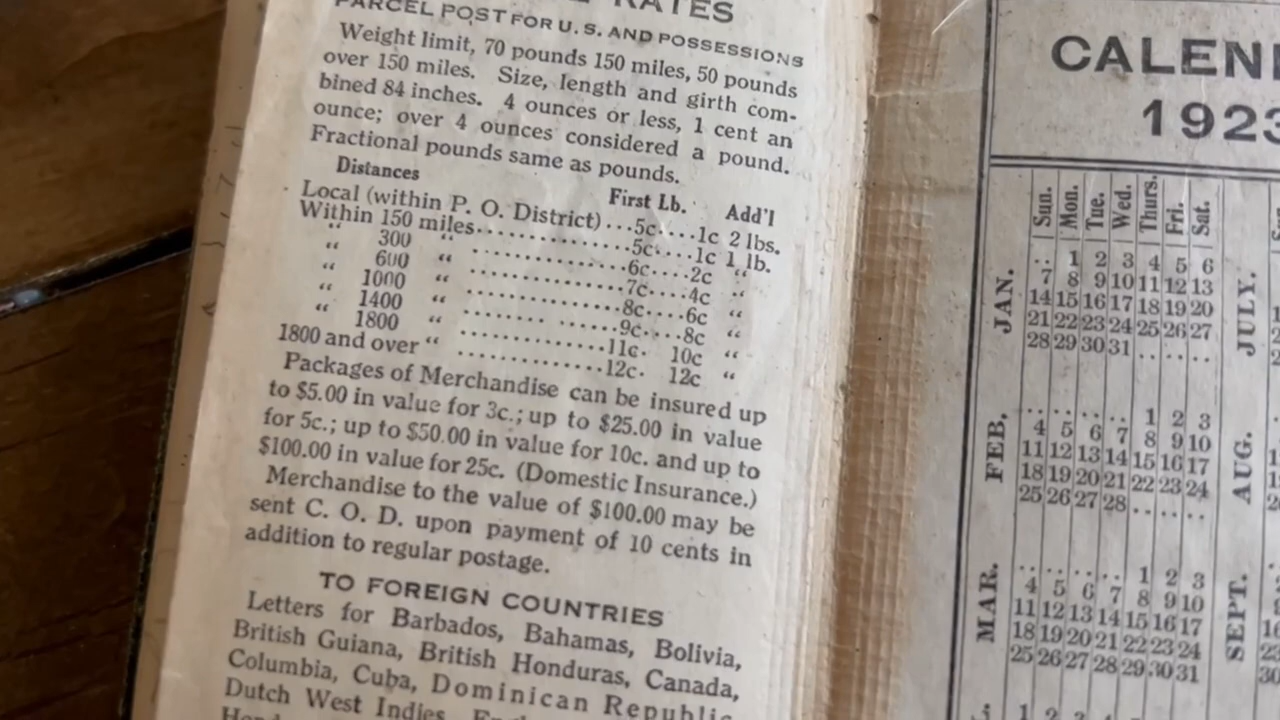 RATES
PARCEL POST FOR U. S. AND POSSESSIONS
Weight limit, 70 pounds 150 miles, 50 pounds
over 150 miles. Size, length and girth com-
bined 84 inches. 4 ounces or less, 1 cent an
ounce; over 4 ounces considered a pound.
Fractional pounds same as pounds.
Distances First Lb. Add'l
Local (within P. O. District)...5c....1c 2 lbs.
Within 150 miles..............5c....1c 1 lb.
“ 300 “ ..............6c....2c “
“ 600 “ ..............7c....4c “
“ 1000 “ ..............8c....6c “
“ 1400 “ ..............9c....8c “
“ 1800 “ ..............11c. 10c “
1800 and over “ ..............12c. 12c “
Packages of Merchandise can be insured up
to $5.00 in value for 3c.; up to $25.00 in value
for 5c.; up to $50.00 in value for 10c. and up to
$100.00 in value for 25c. (Domestic Insurance.)
Merchandise to the value of $100.00 may be
sent C. O. D. upon payment of 10 cents in
addition to regular postage.
TO FOREIGN COUNTRIES
Letters for Barbados, Bahamas, Bolivia,
British Guiana, British Honduras, Canada,
Columbia, Cuba, Dominican Republic
Dutch West Indies,
1923
Sun. Mon. Tue. Wed. Thurs. Fri. Sat.
JAN.
.. 1 2 3 4 5 6
7 8 9 10 11 12 13
14 15 16 17 18 19 20
21 22 23 24 25 26 27
28 29 30 31 .. .. ..
FEB.
.. .. .. .. 1 2 3
4 5 6 7 8 9 10
11 12 13 14 15 16 17
18 19 20 21 22 23 24
25 26 27 28 .. .. ..
MAR.
.. .. .. .. 1 2 3
4 5 6 7 8 9 10
11 12 13 14 15 16 17
18 19 20 21 22 23 24
25 26 27 28 29 30 31
JULY.
AUG.
SEPT.